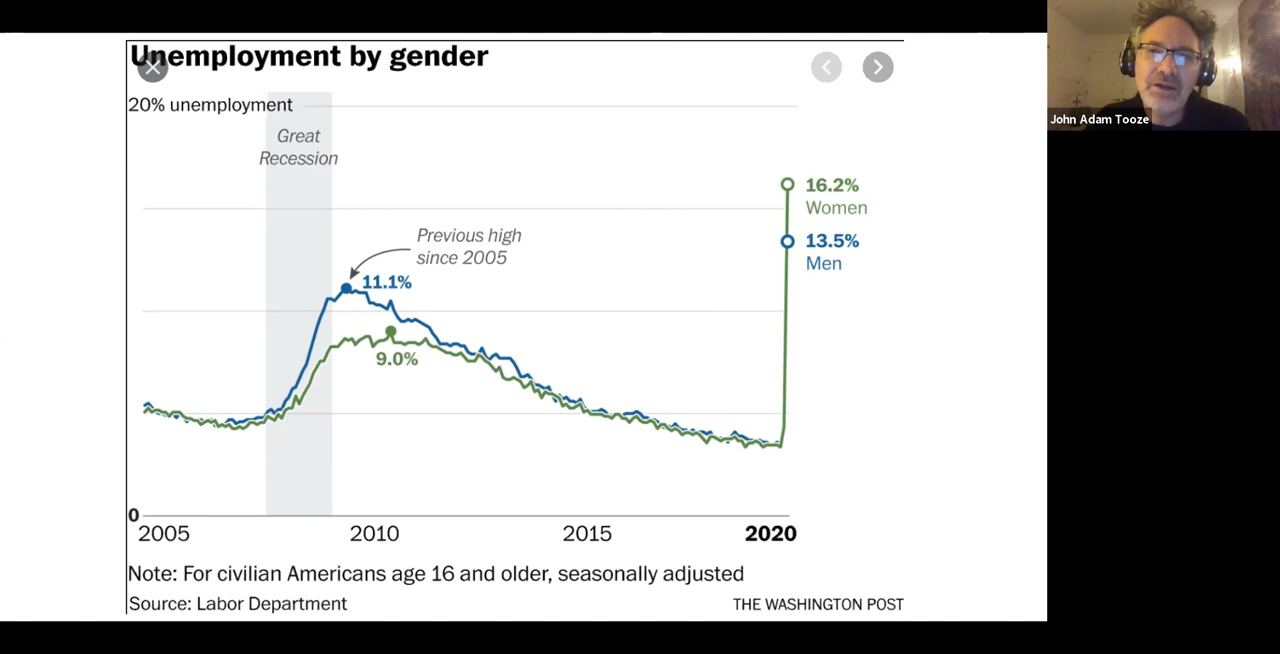 Unemployment by gender
20% unemployment
Great
Recession
Previous high
since 2005
11.1%
9.0%
16.2%
Women
13.5%
Men
0
2005 2010 2015 2020
Note: For civilian Americans age 16 and older, seasonally adjusted
Source: Labor Department THE WASHINGTON POST
John Adam Tooze